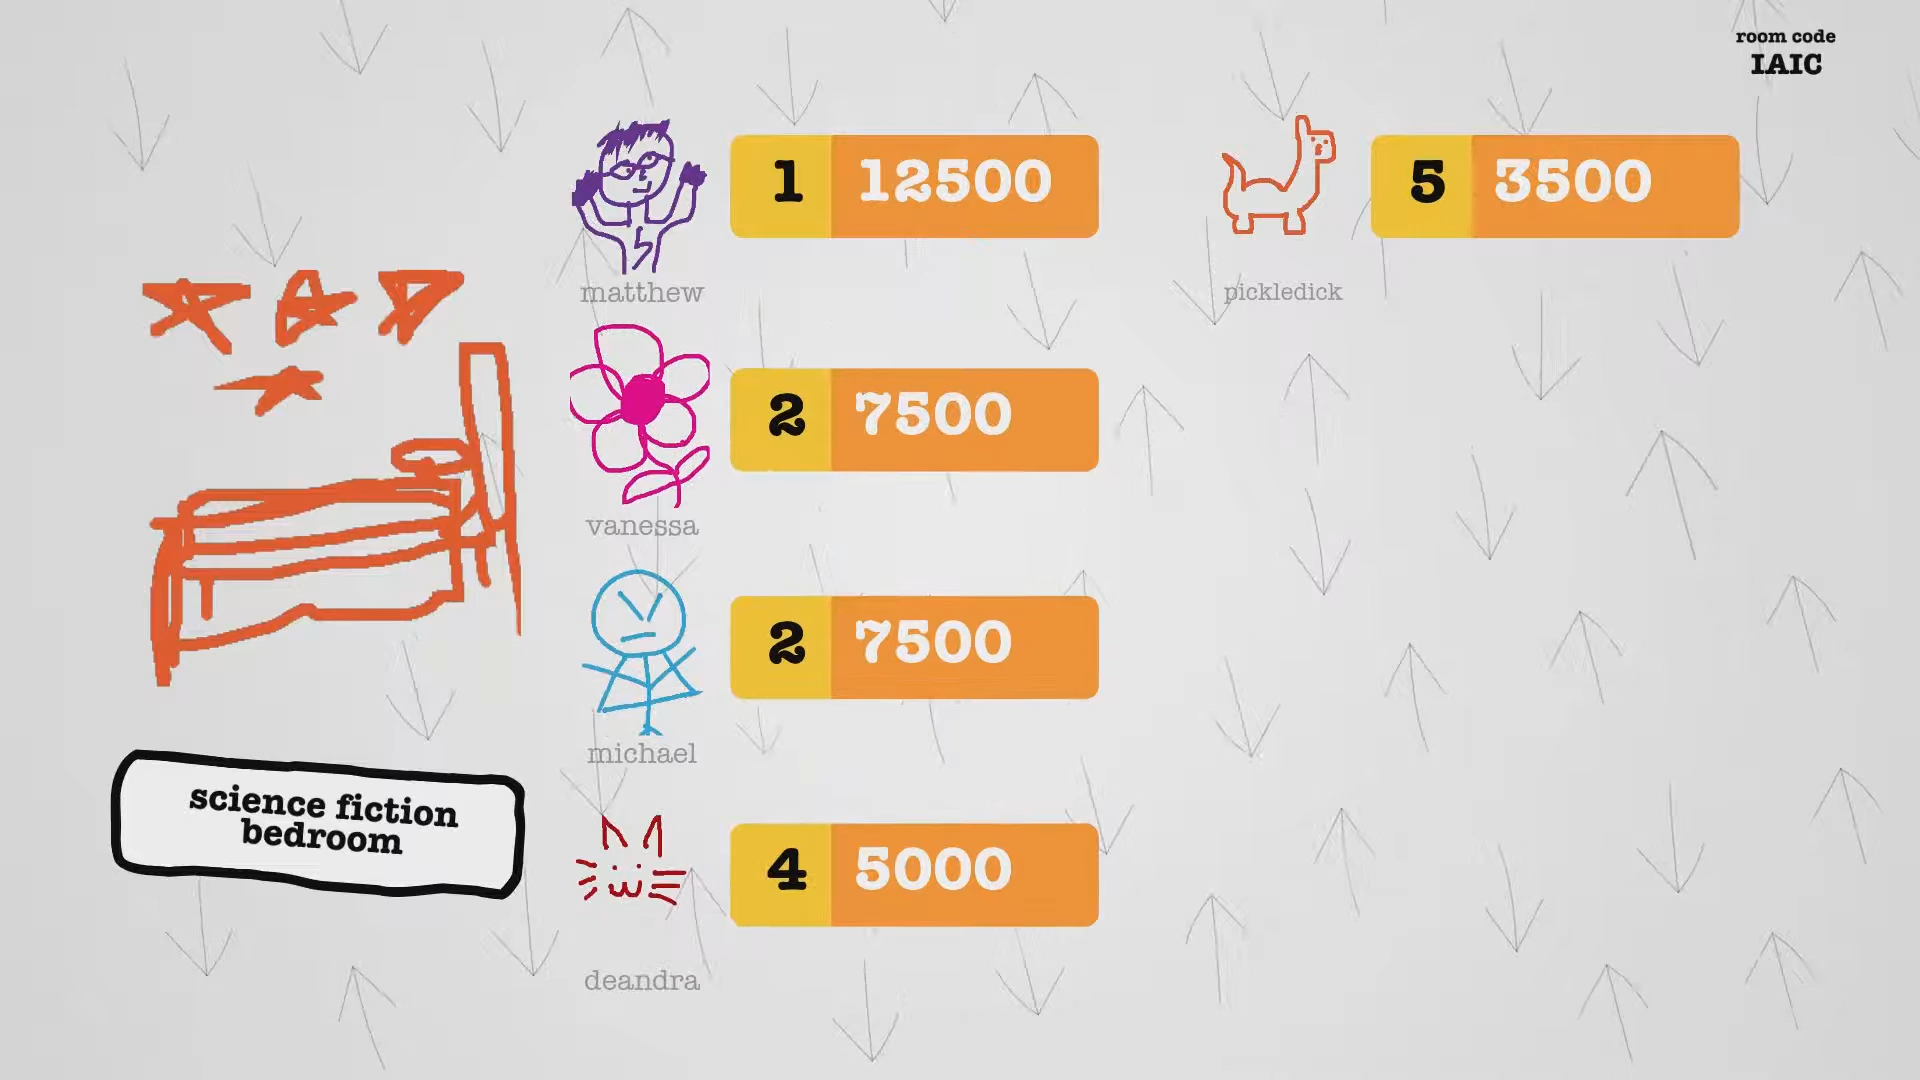 room code
IAIC
1 12500
matthew
5 3500
pickledick
2 7500
vanessa
2 7500
michael
4 5000
deandra
science fiction
bedroom